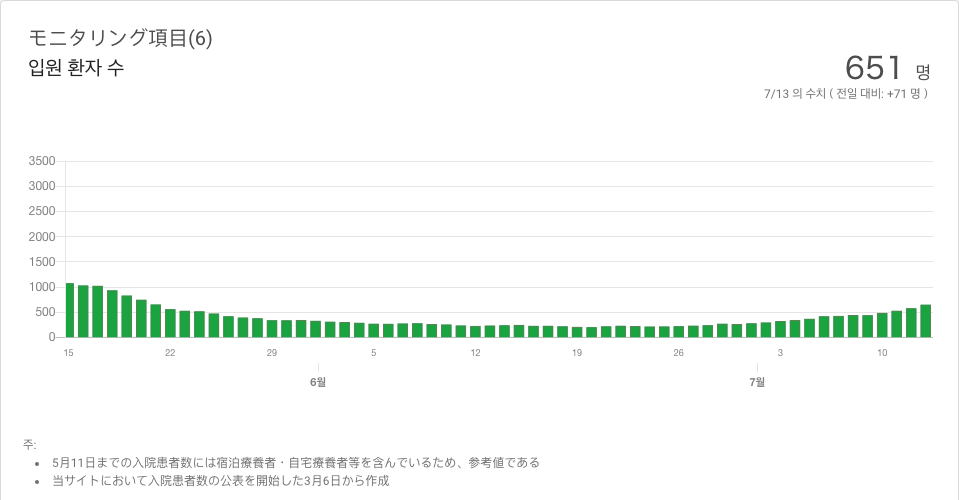 モニタリング項目(6)
입원 환자 수
651 명
7/13 의 수치 ( 전일 대비: +71 명 )
3500
3000
2500
2000
1500
1000
500
0
15 22 29 5 12 19 26 3 10
6월 7월
주:
• 5月11日までの入院患者数には宿泊療養者・自宅療養者等を含んでいるため、参考値である
• 当サイトにおいて入院患者数の公表を開始した3月6日から作成